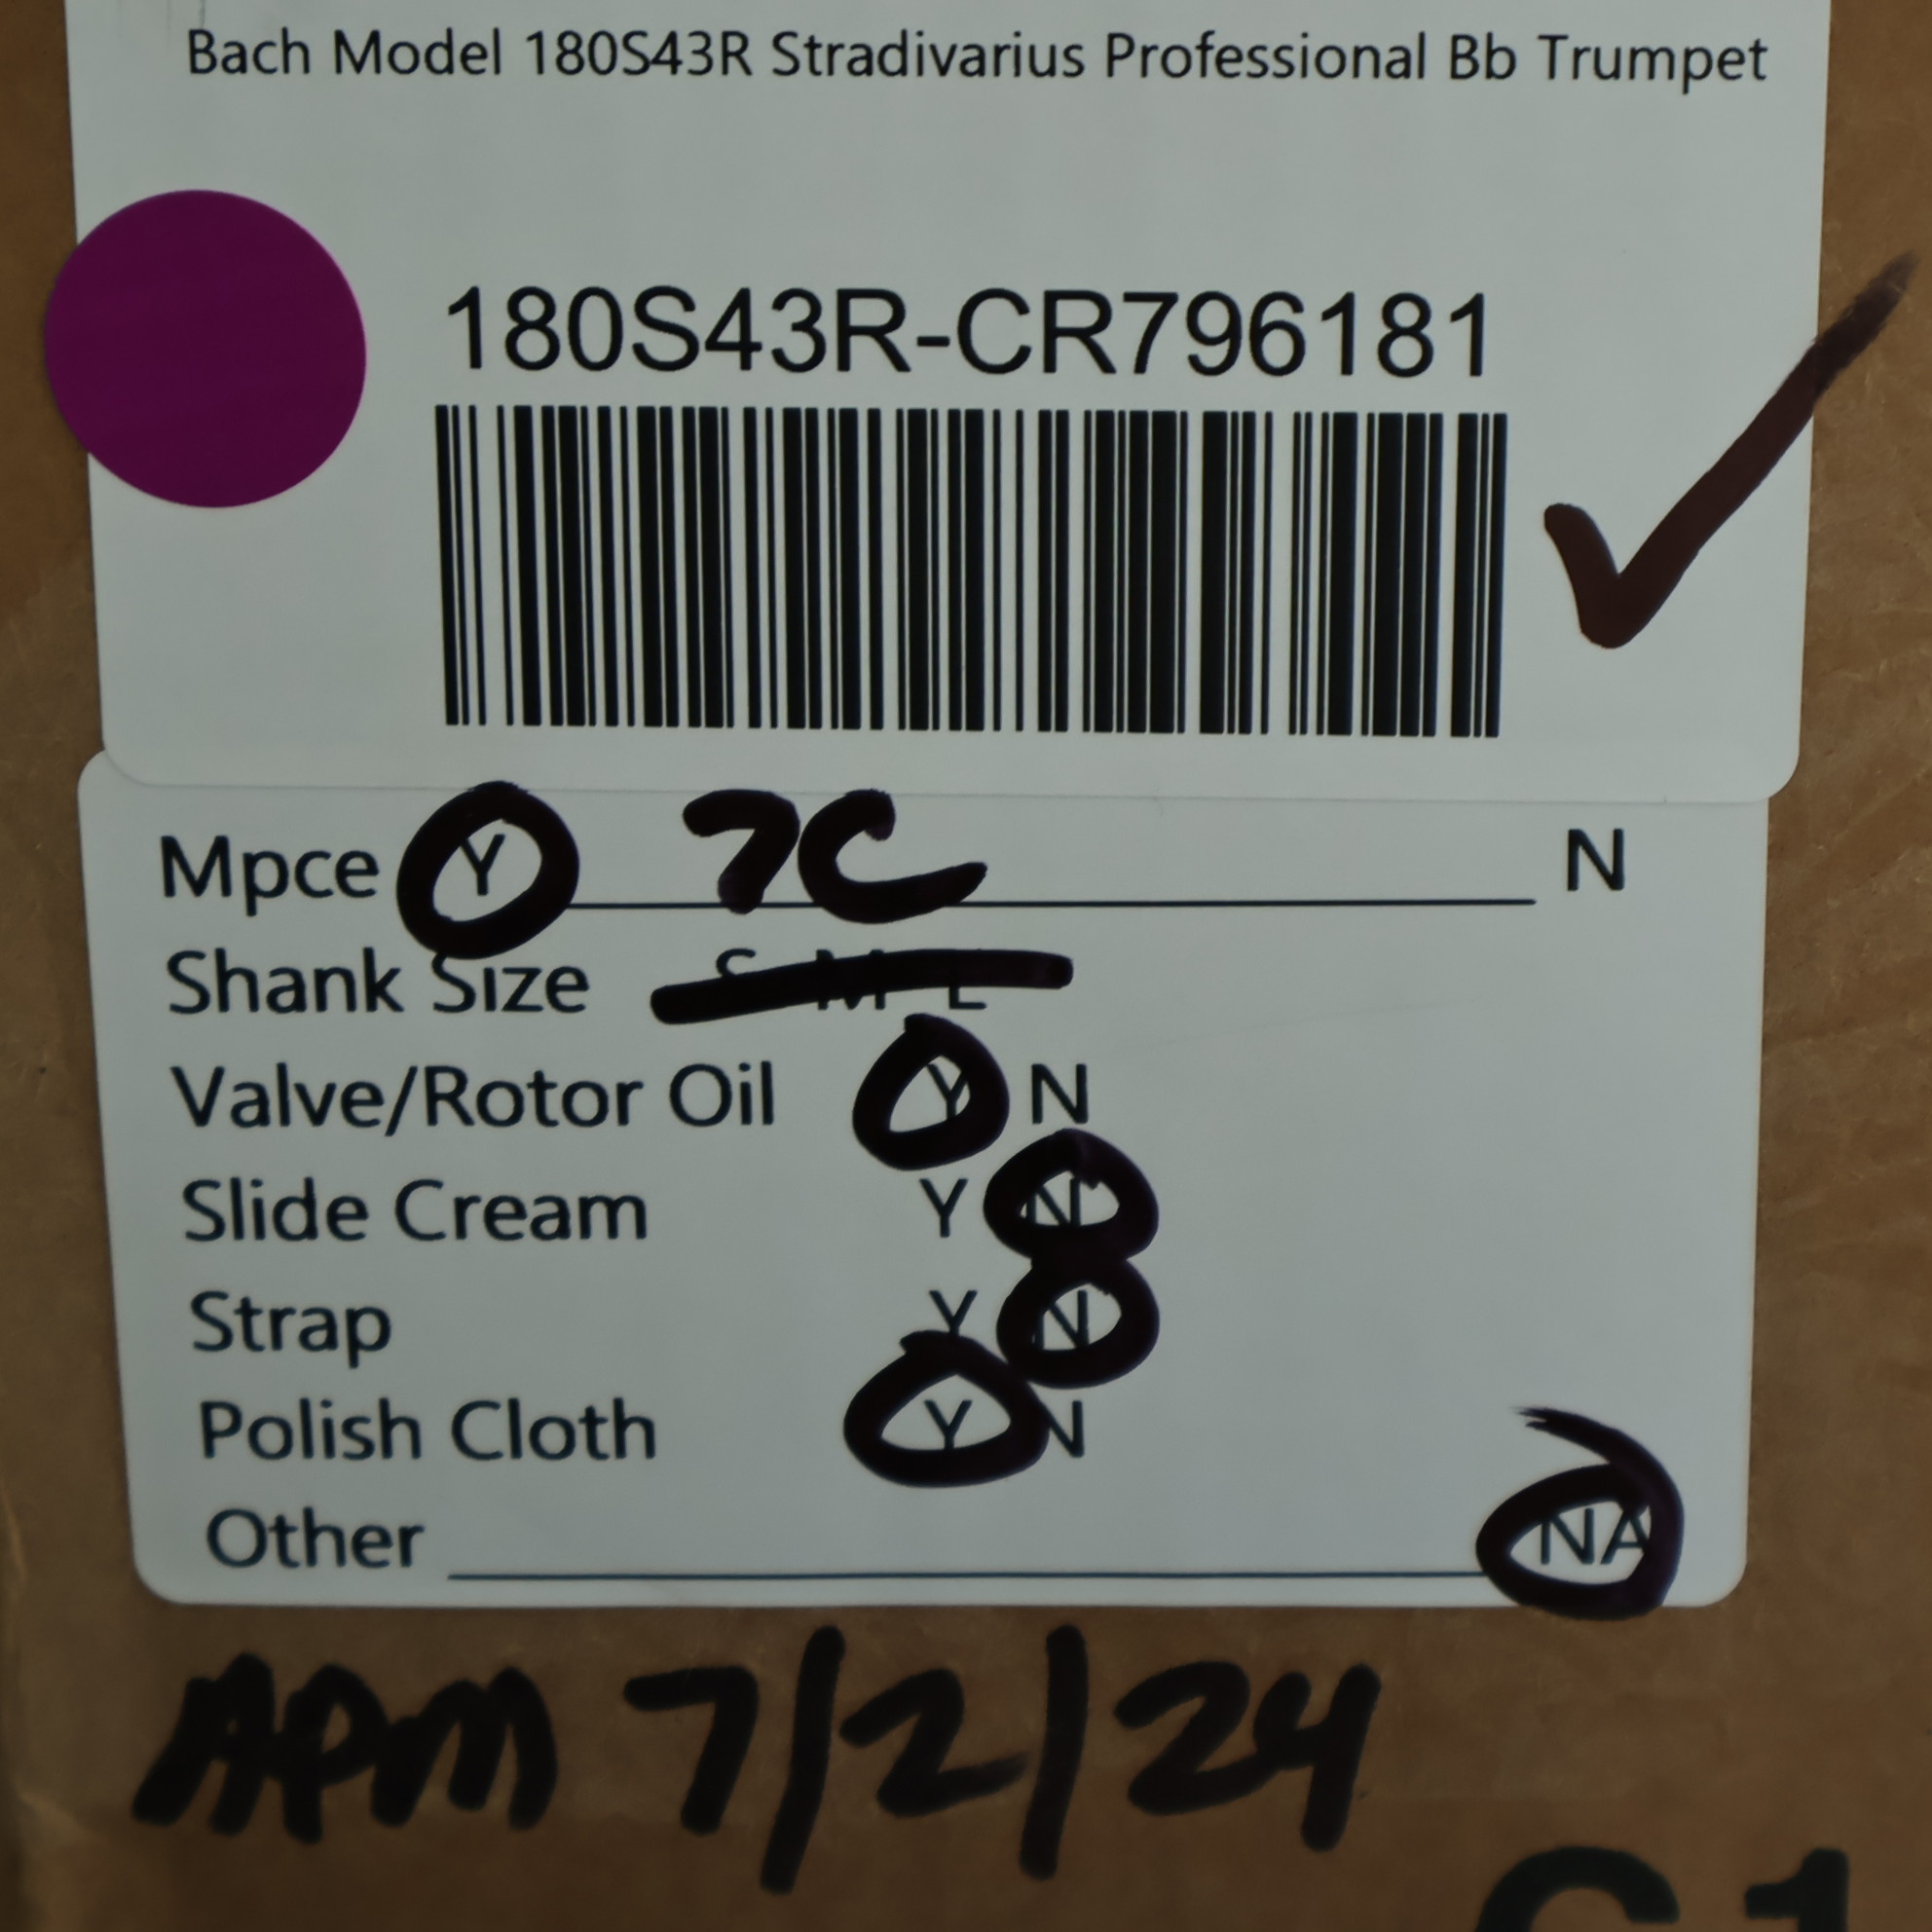 Bach Model 180S43R Stradivarius Professional Bb Trumpet
180S43R-CR796181
Mpce Y 7C N
Shank Size S M L
Valve/Rotor Oil Y N
Slide Cream Y N
Strap Y N
Polish Cloth Y N
Other NA
APM 7/2/24